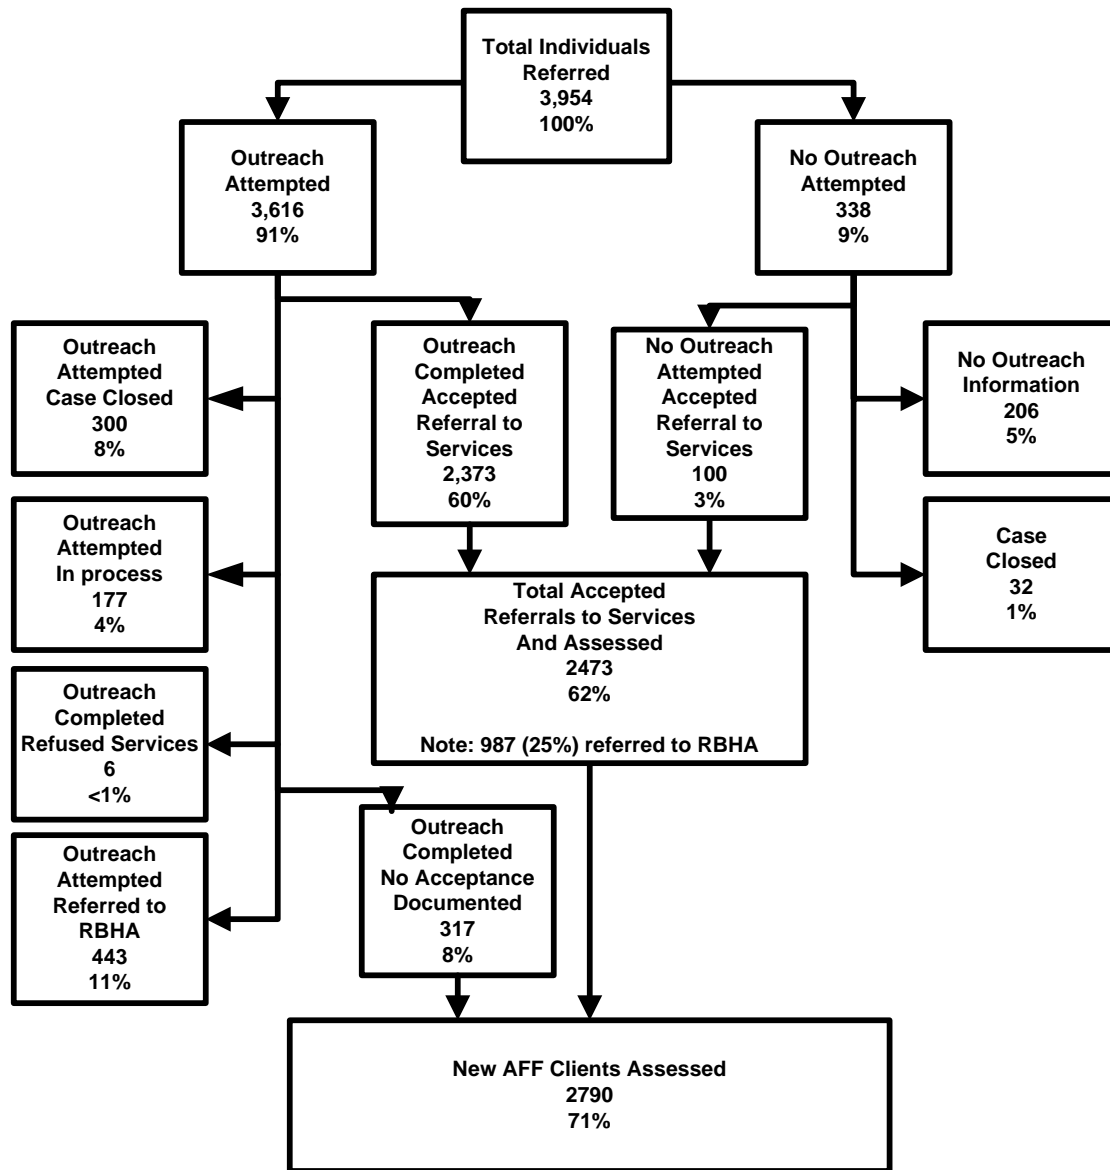 Total Individuals
Referred
3,954
100%
Outreach
Attempted
3,616
91%
No Outreach
Attempted
338
9%
Outreach
Attempted
Case Closed
300
8%
Outreach
Completed
Accepted
Referral to
Services
2,373
60%
No Outreach
Attempted
Accepted
Referral to
Services
100
3%
No Outreach
Information
206
5%
Outreach
Attempted
In process
177
4%
Case
Closed
32
1%
Total Accepted
Referrals to Services
And Assessed
2473
62%
Note: 987 (25%) referred to RBHA
Outreach
Completed
Refused Services
6
<1%
Outreach
Completed
No Acceptance
Documented
317
8%
Outreach
Attempted
Referred to
RBHA
443
11%
New AFF Clients Assessed
2790
71%